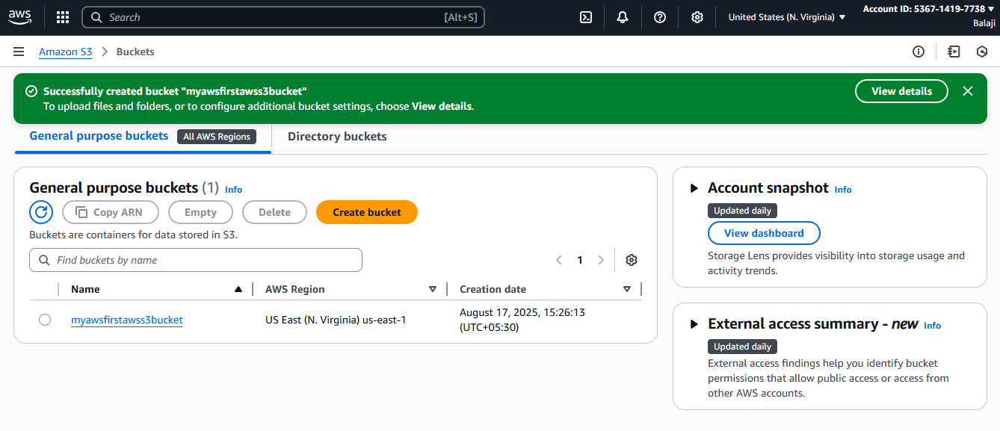 aws
Search
[Alt+S]
United States (N. Virginia)
Account ID: 5367-1419-7738
Balaji
Amazon S3
Buckets
Successfully created bucket "myawsfirstawss3bucket"
To upload files and folders, or to configure additional bucket settings, choose View details.
View details
General purpose buckets
All AWS Regions
Directory buckets
General purpose buckets (1) Info
Copy ARN
Empty
Delete
Create bucket
Buckets are containers for data stored in S3.
Find buckets by name
1
Name
AWS Region
Creation date
myawsfirstawss3bucket
US East (N. Virginia) us-east-1
August 17, 2025, 15:26:13
(UTC+05:30)
Account snapshot Info
Updated daily
View dashboard
Storage Lens provides visibility into storage usage and
activity trends.
External access summary - new Info
Updated daily
External access findings help you identify bucket
permissions that allow public access or access from
other AWS accounts.